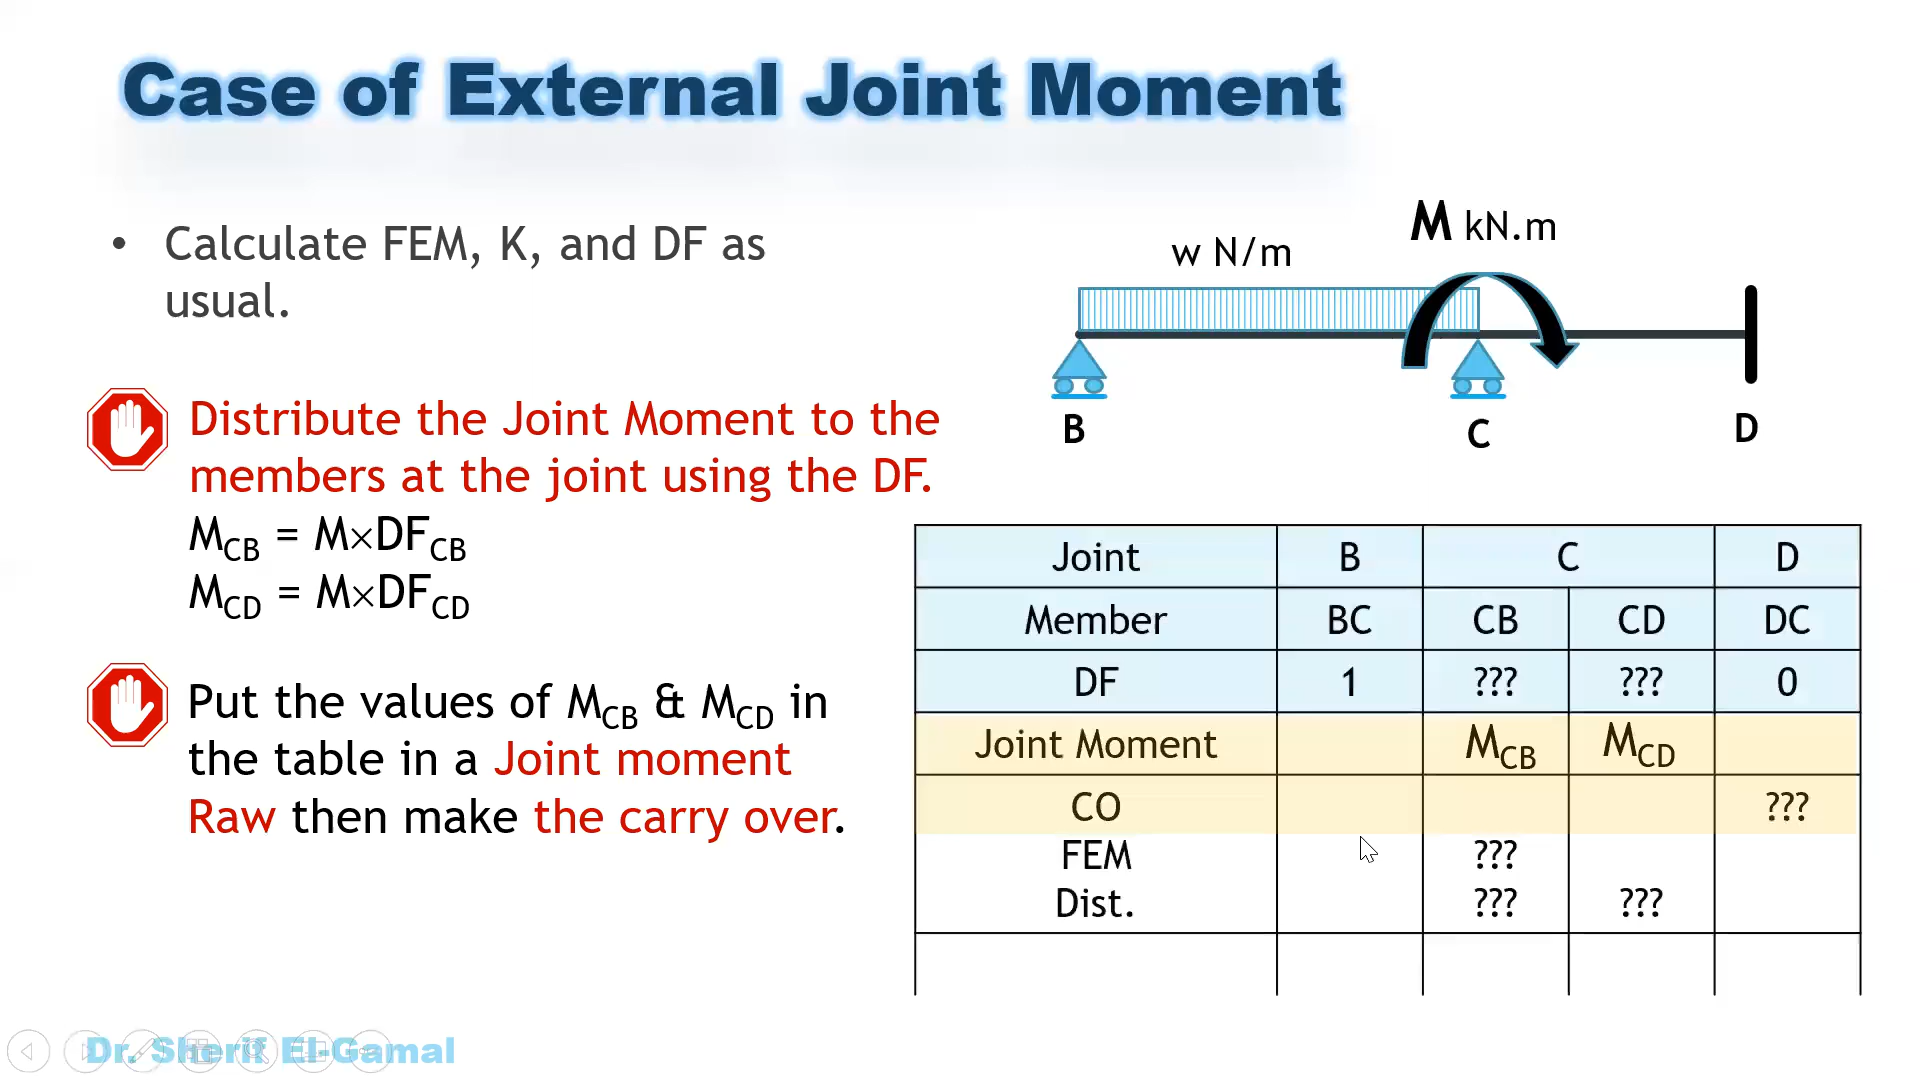 Case of External Joint Moment
• Calculate FEM, K, and DF as
usual.
Distribute the Joint Moment to the
members at the joint using the DF.
MCB = M×DFCB
MCD = M×DFCD
Put the values of MCB & MCD in
the table in a Joint moment
Raw then make the carry over.
M kN.m
w N/m
B C D
Joint B C D
Member BC CB CD DC
DF 1 ??? ??? 0
Joint Moment MCB MCD
CO ???
FEM ???
Dist. ??? ???
Dr. Sherif El-Gamal